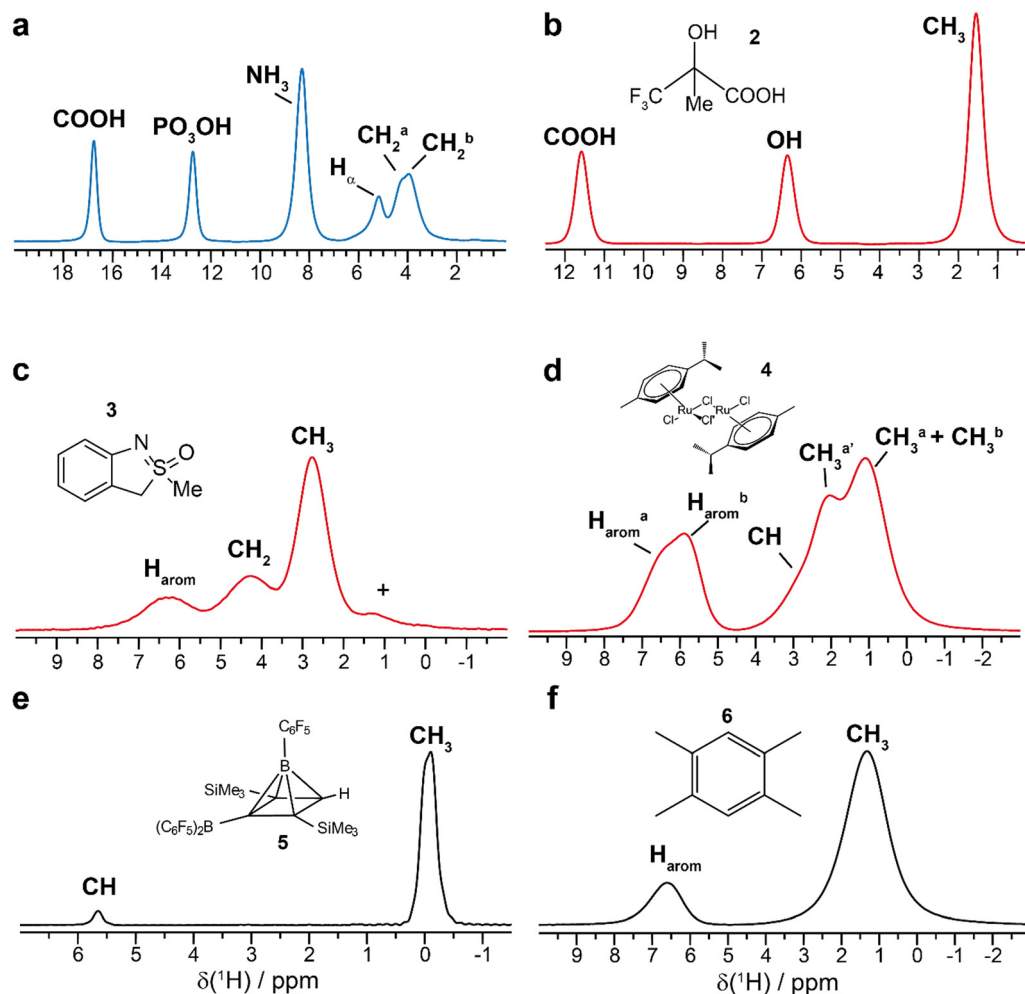 a
COOH
PO₃OH
NH₃
Hα
CH₂ᵃ
CH₂ᵇ
18 16 14 12 10 8 6 4 2
b
OH
2
F₃C
Me
COOH
COOH
OH
CH₃
12 11 10 9 8 7 6 5 4 3 2 1
c
3
N
S
O
Me
Hₐᵣₒₘ
CH₂
CH₃
+
9 8 7 6 5 4 3 2 1 0 -1
d
4
Cl
Cl
Ru
Ru
Cl
Cl
Hₐᵣₒₘᵃ
Hₐᵣₒₘᵇ
CH
CH₃ᵃ'
CH₃ᵃ + CH₃ᵇ
9 8 7 6 5 4 3 2 1 0 -1 -2
e
C₆F₅
B
SiMe₃
H
(C₆F₅)₂B
SiMe₃
5
CH
CH₃
6 5 4 3 2 1 0 -1
δ(¹H) / ppm
f
6
Hₐᵣₒₘ
CH₃
9 8 7 6 5 4 3 2 1 0 -1 -2
δ(¹H) / ppm